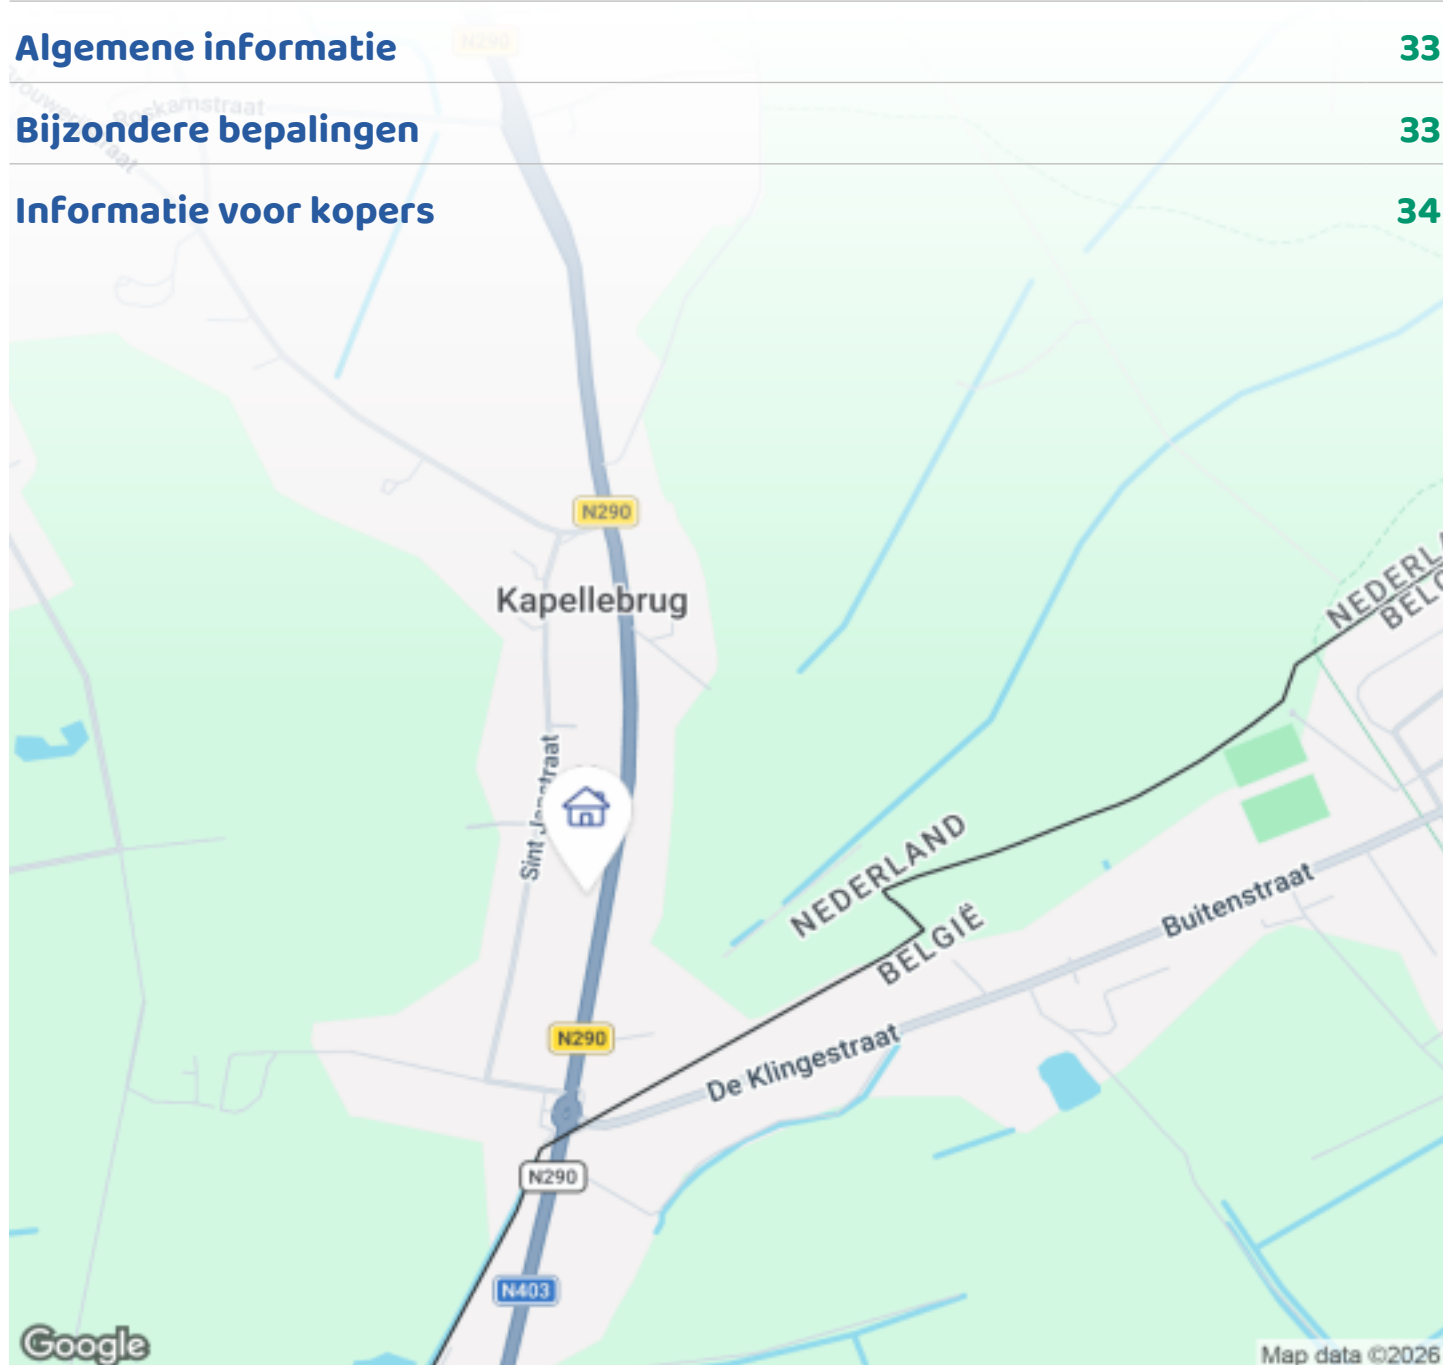 Algemene informatie 33
Bijzondere bepalingen 33
Informatie voor kopers 34
N290
N290
Kapellebrug
NEDERLAND
BELGIË
Buitenstraat
N290
De Klingestraat
N290
N403
Google
Map data ©2026